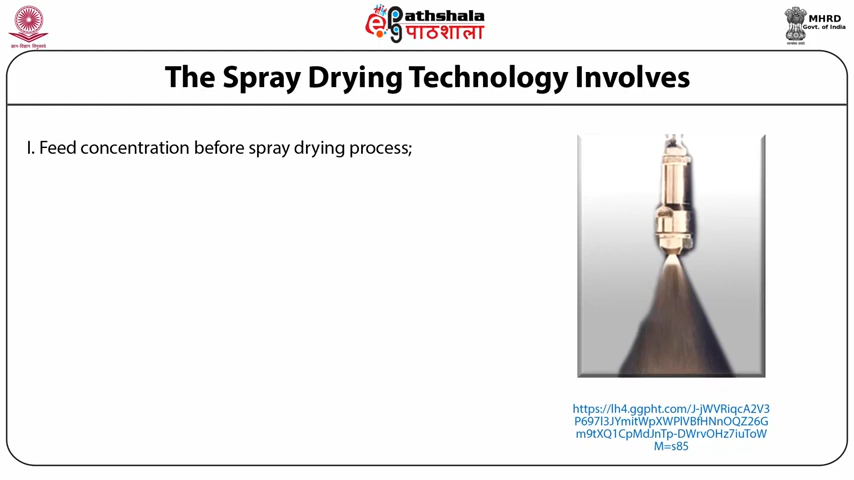 Pathshala
पाठशाला
MHRD
Govt. of India
The Spray Drying Technology Involves
I. Feed concentration before spray drying process;
https://lh4.ggpht.com/J-jWVRiqcA2V3
P697l3JYmitWpXWPlVBfHNnOQZ26G
m9tXQ1CpMdJnTp-DWrvOHz7iuToW
M=s85